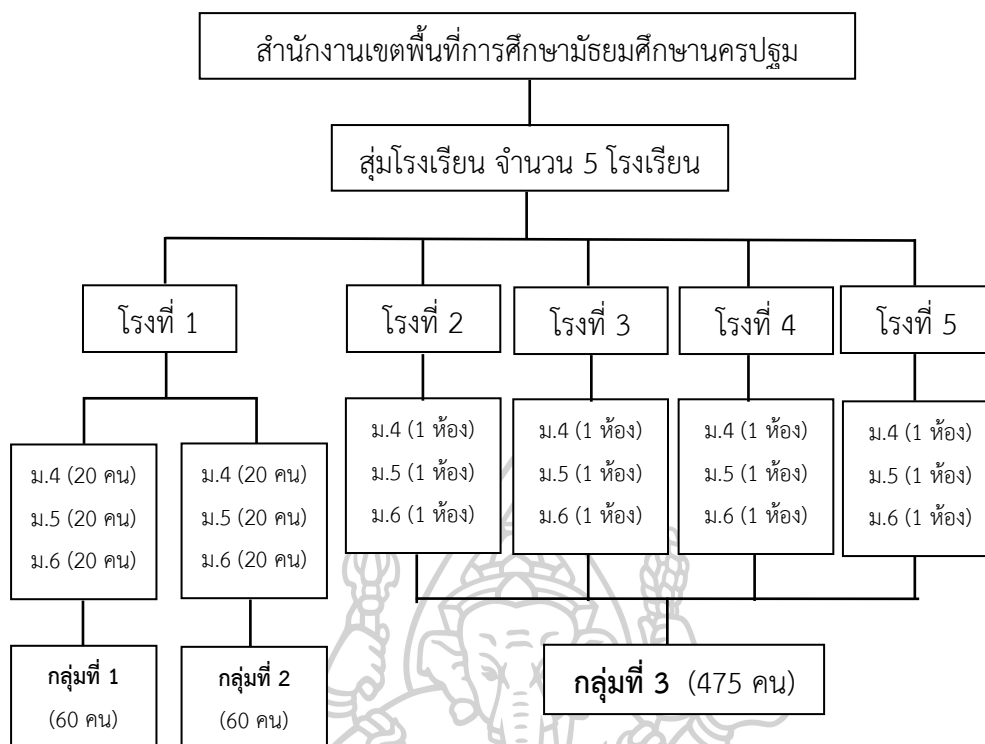 สำนักงานเขตพื้นที่การศึกษามัธยมศึกษานครปฐม
สุ่มโรงเรียน จำนวน 5 โรงเรียน
โรงที่ 1
โรงที่ 2
โรงที่ 3
โรงที่ 4
โรงที่ 5
ม.4 (20 คน)
ม.5 (20 คน)
ม.6 (20 คน)
ม.4 (20 คน)
ม.5 (20 คน)
ม.6 (20 คน)
ม.4 (1 ห้อง)
ม.5 (1 ห้อง)
ม.6 (1 ห้อง)
ม.4 (1 ห้อง)
ม.5 (1 ห้อง)
ม.6 (1 ห้อง)
ม.4 (1 ห้อง)
ม.5 (1 ห้อง)
ม.6 (1 ห้อง)
ม.4 (1 ห้อง)
ม.5 (1 ห้อง)
ม.6 (1 ห้อง)
กลุ่มที่ 1
(60 คน)
กลุ่มที่ 2
(60 คน)
กลุ่มที่ 3 (475 คน)